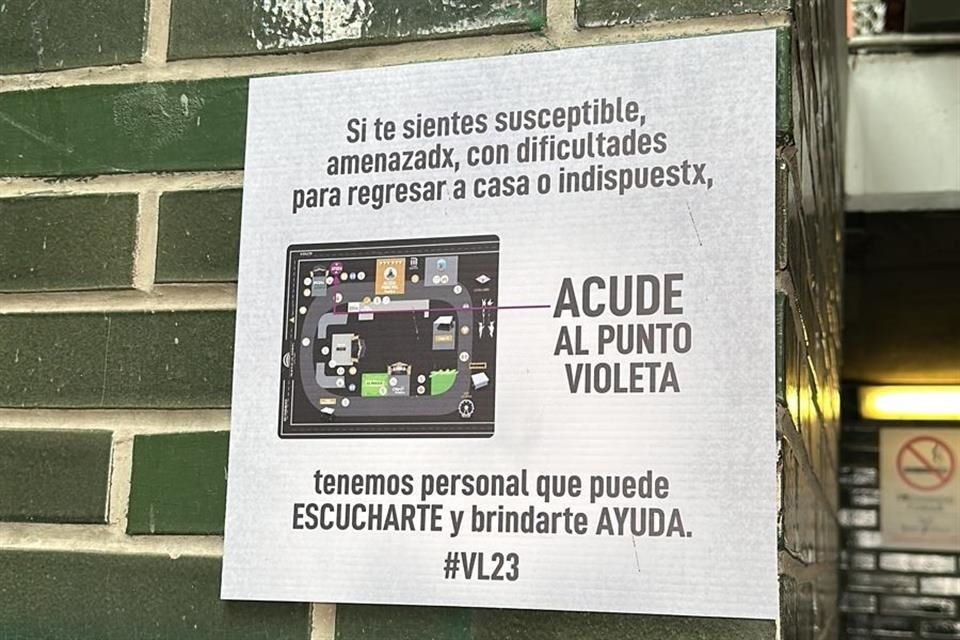 Si te sientes susceptible,
amenazadx, con dificultades
para regresar a casa o indispuestx,
ACUDE
AL PUNTO
VIOLETA
tenemos personal que puede
ESCUCHARTE y brindarte AYUDA.
#VL23